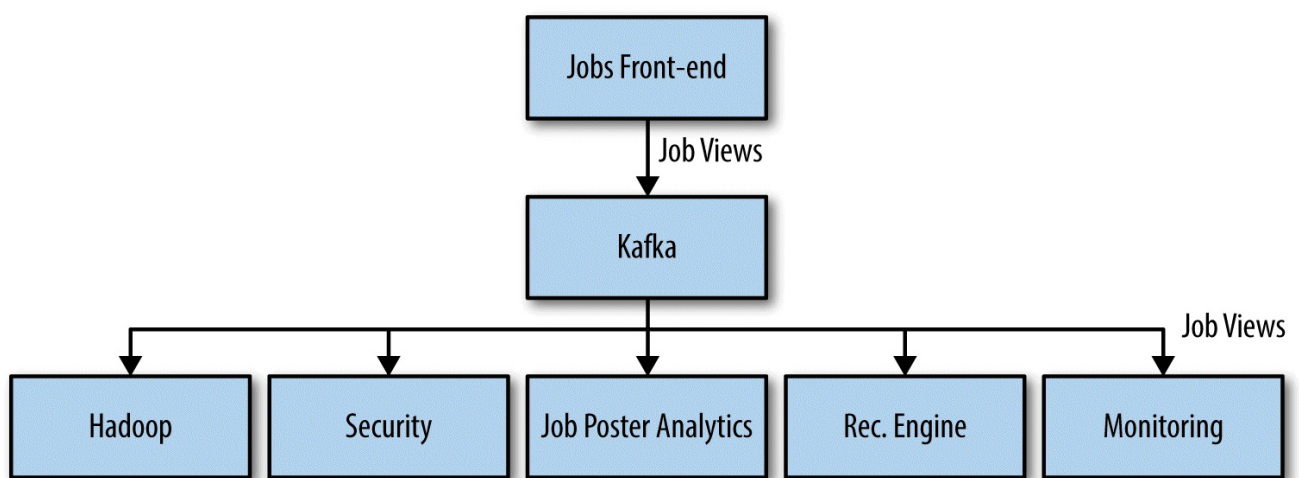 Jobs Front-end
Job Views
Kafka
Job Views
Hadoop
Security
Job Poster Analytics
Rec. Engine
Monitoring